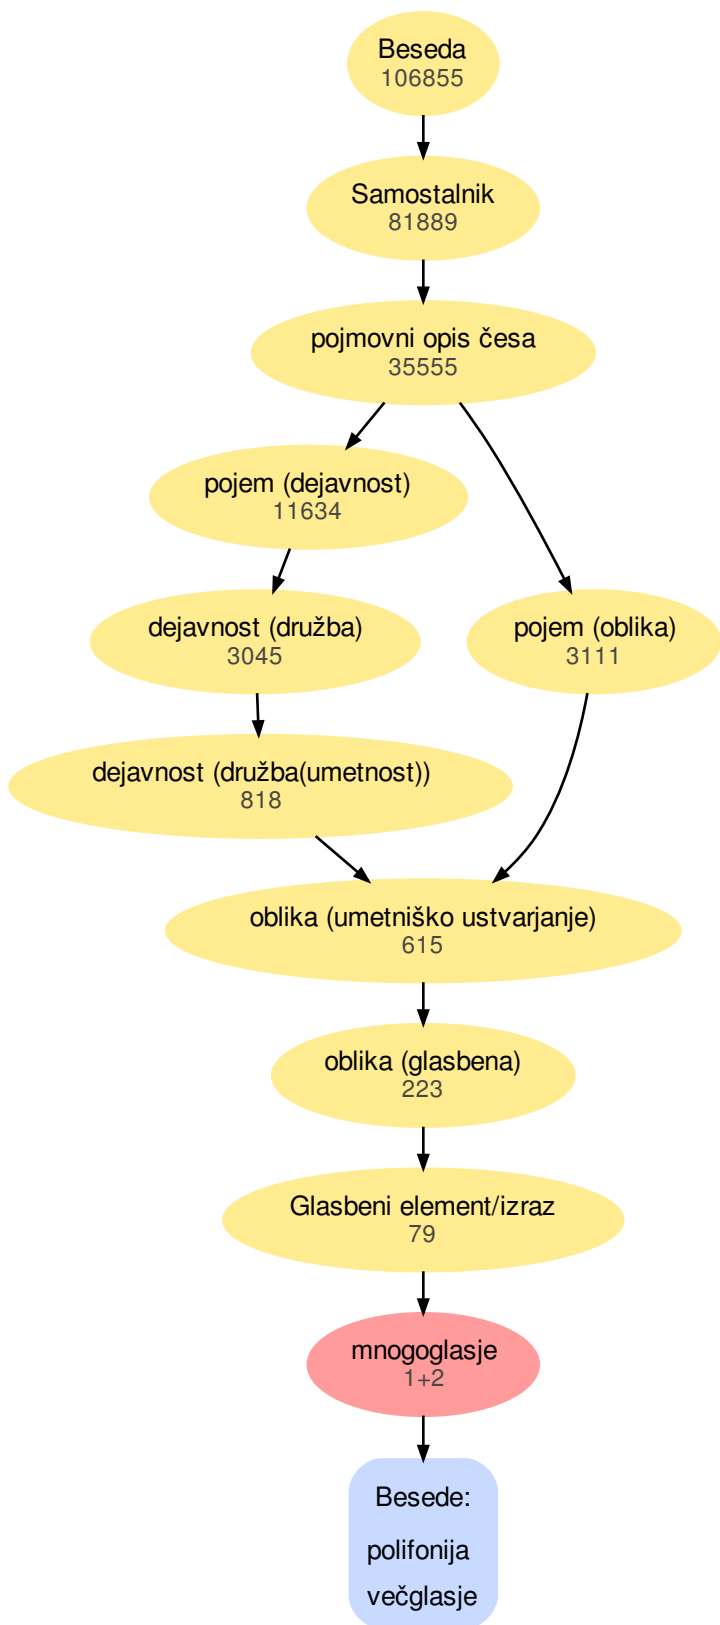 Beseda
106855
Samostalnik
81889
pojmovni opis česa
35555
pojem (dejavnost)
11634
dejavnost (družba)
3045
pojem (oblika)
3111
dejavnost (družba(umetnost))
818
oblika (umetniško ustvarjanje)
615
oblika (glasbena)
223
Glasbeni element/izraz
79
mnogoglasje
1+2
Besede:
polifonija
večglasje